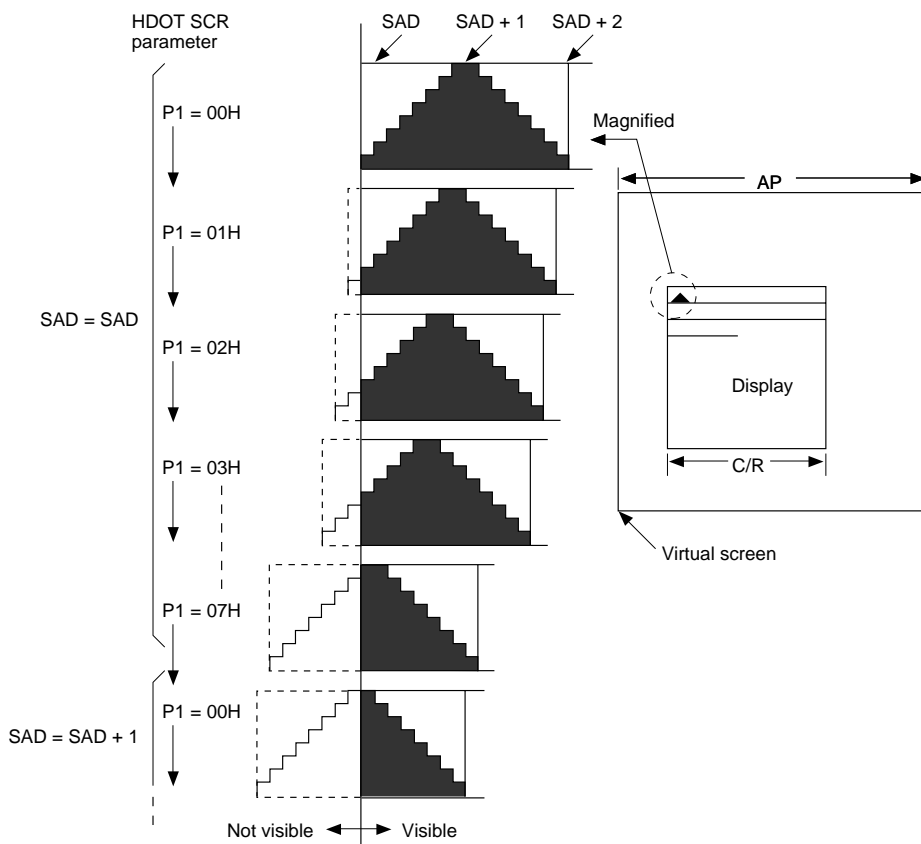 HDOT SCR
parameter
SAD
SAD + 1
SAD + 2
P1 = 00H
Magnified
AP
P1 = 01H
SAD = SAD
P1 = 02H
Display
P1 = 03H
C/R
Virtual screen
P1 = 07H
P1 = 00H
SAD = SAD + 1
Not visible
Visible